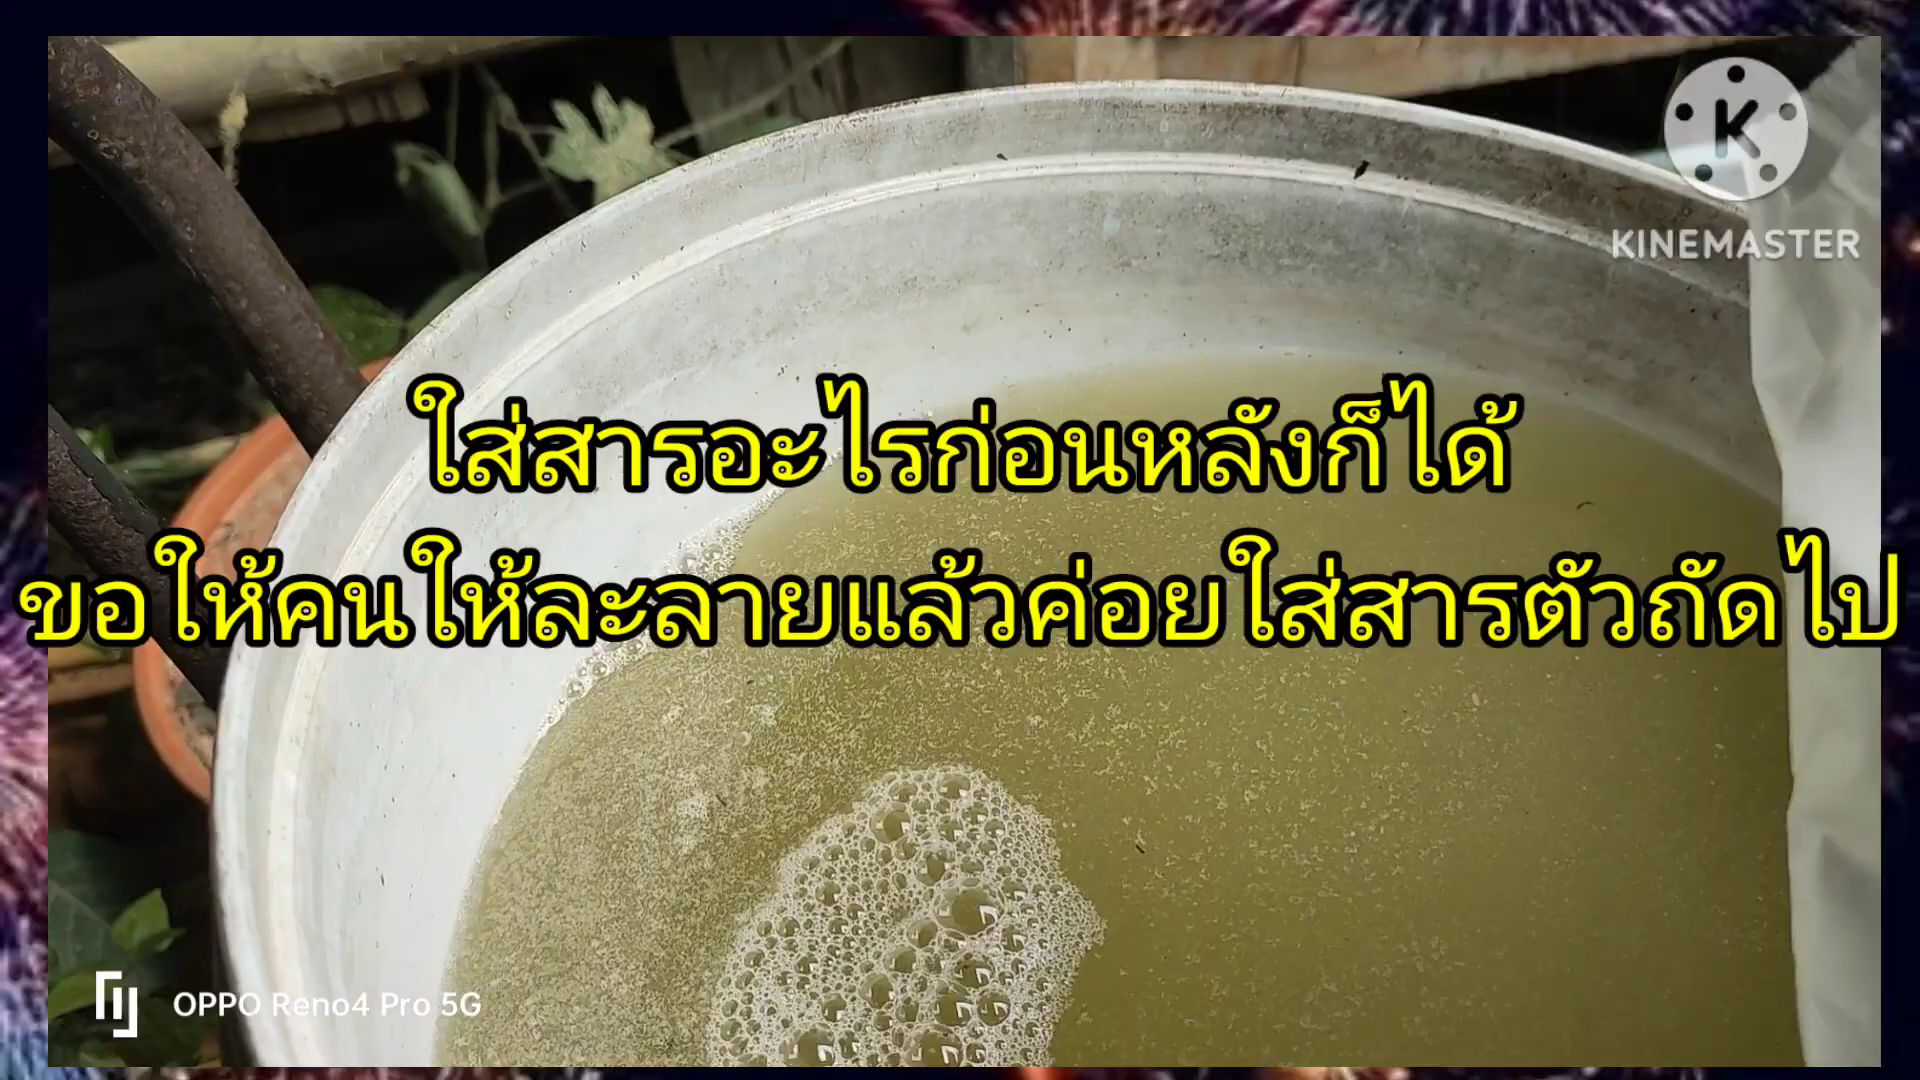 K
KINEMASTER
ใส่สารอะไรก่อนหลังก็ได้
ขอให้คนให้ละลายแล้วค่อยใส่สารตัวถัดไป
OPPO Reno4 Pro 5G